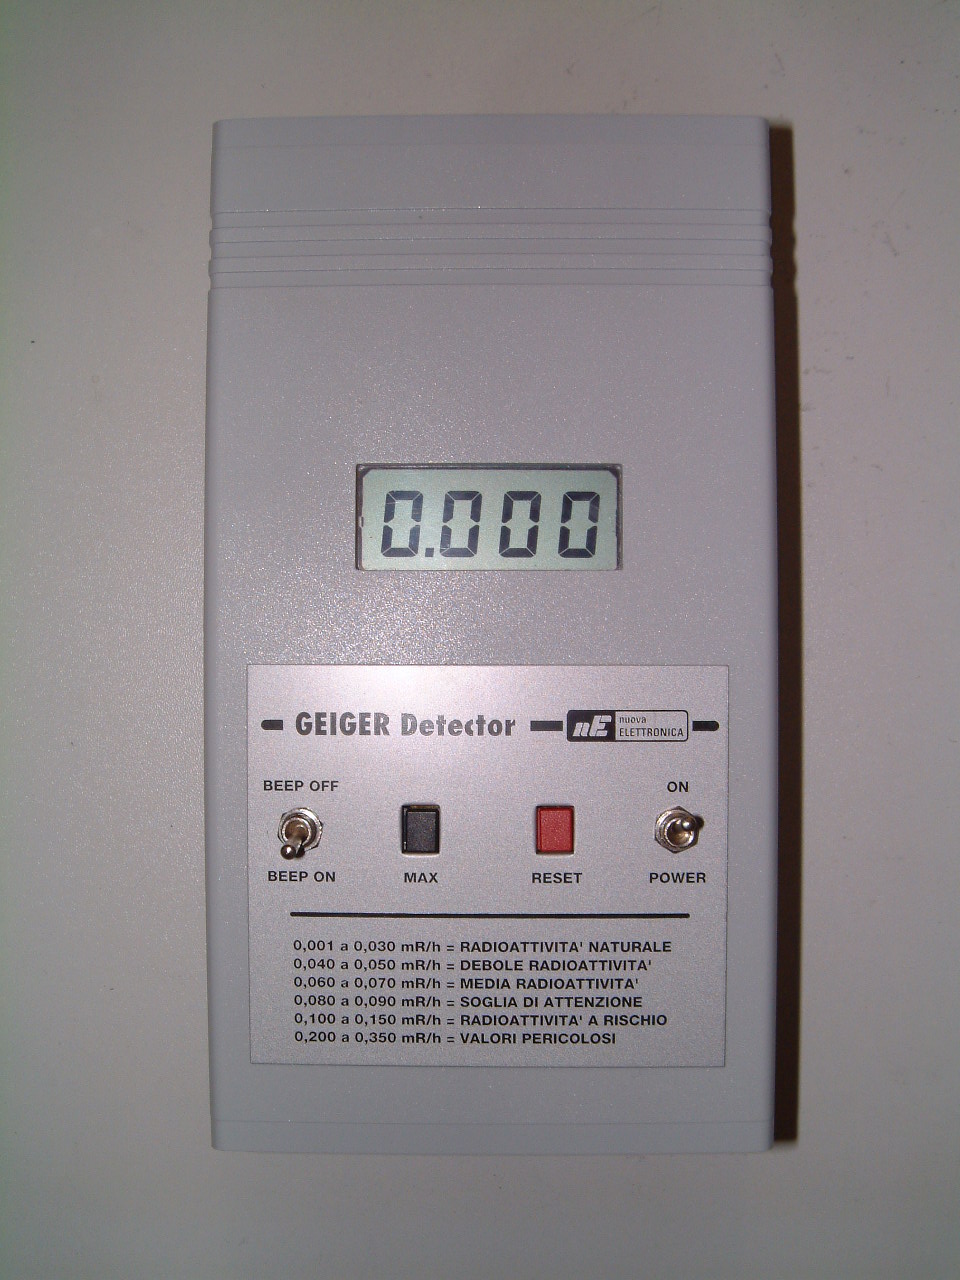 0.000
GEIGER Detector
nE nuova
ELETTRONICA
BEEP OFF
ON
BEEP ON
MAX
RESET
POWER
0,001 a 0,030 mR/h = RADIOATTIVITA' NATURALE
0,040 a 0,050 mR/h = DEBOLE RADIOATTIVITA'
0,060 a 0,070 mR/h = MEDIA RADIOATTIVITA'
0,080 a 0,090 mR/h = SOGLIA DI ATTENZIONE
0,100 a 0,150 mR/h = RADIOATTIVITA' A RISCHIO
0,200 a 0,350 mR/h = VALORI PERICOLOSI